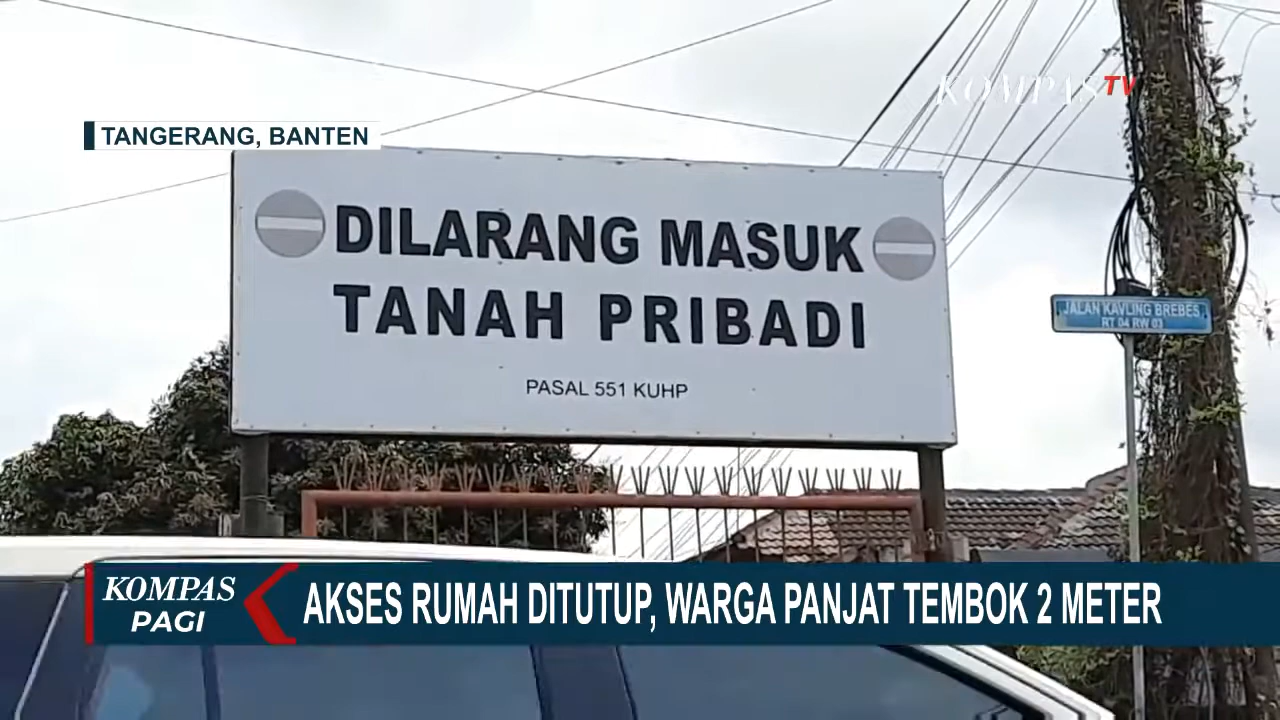 KOMPAS TV
TANGERANG, BANTEN
DILARANG MASUK
TANAH PRIBADI
PASAL 551 KUHP
JALAN KAVLING BREBES
RT 04 RW 03
KOMPAS
PAGI
AKSES RUMAH DITUTUP, WARGA PANJAT TEMBOK 2 METER